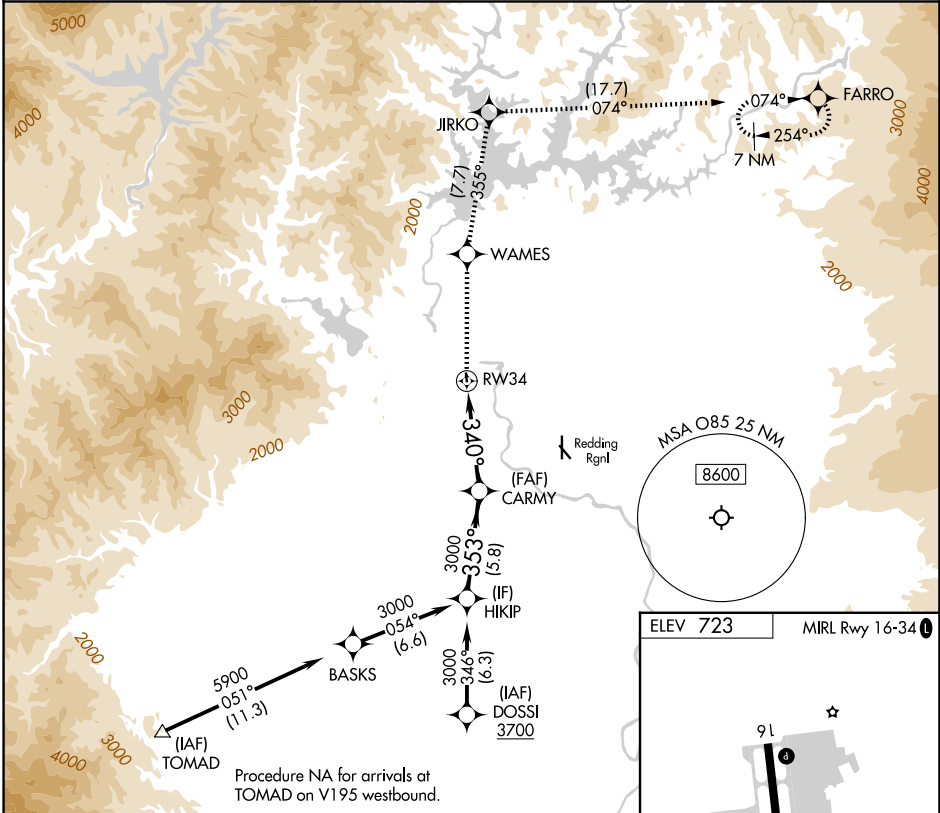 5000
4000
(17.7)
074°
JIRKO
074°
FARRO
254°
7 NM
3000
4000
(7.7)
355°
2000
WAMES
2000
RW34
340°
3000
2000
Redding
Rgnl
MSA O85 25 NM
8600
(FAF)
CARMY
3000
353°
(5.8)
(IF)
HIKIP
3000
054°
(6.6)
BASKS
3000
346°
(6.3)
(IAF)
DOSSI
3700
5900
051°
(11.3)
(IAF)
TOMAD
2000
3000
4000
Procedure NA for arrivals at
TOMAD on V195 westbound.
ELEV 723
MIRL Rwy 16-34 L
16
P